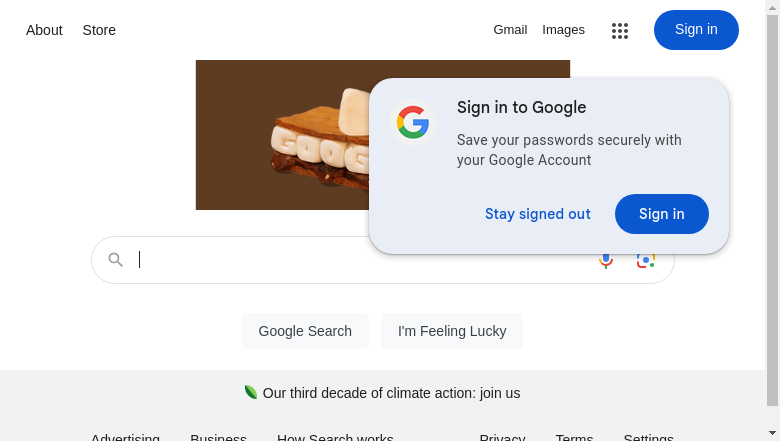 About Store Gmail Images Sign in
GOOG
Sign in to Google
Save your passwords securely with
your Google Account
Stay signed out Sign in
Google Search I'm Feeling Lucky
Our third decade of climate action: join us
Advertising Business How Search works Privacy Terms Settings